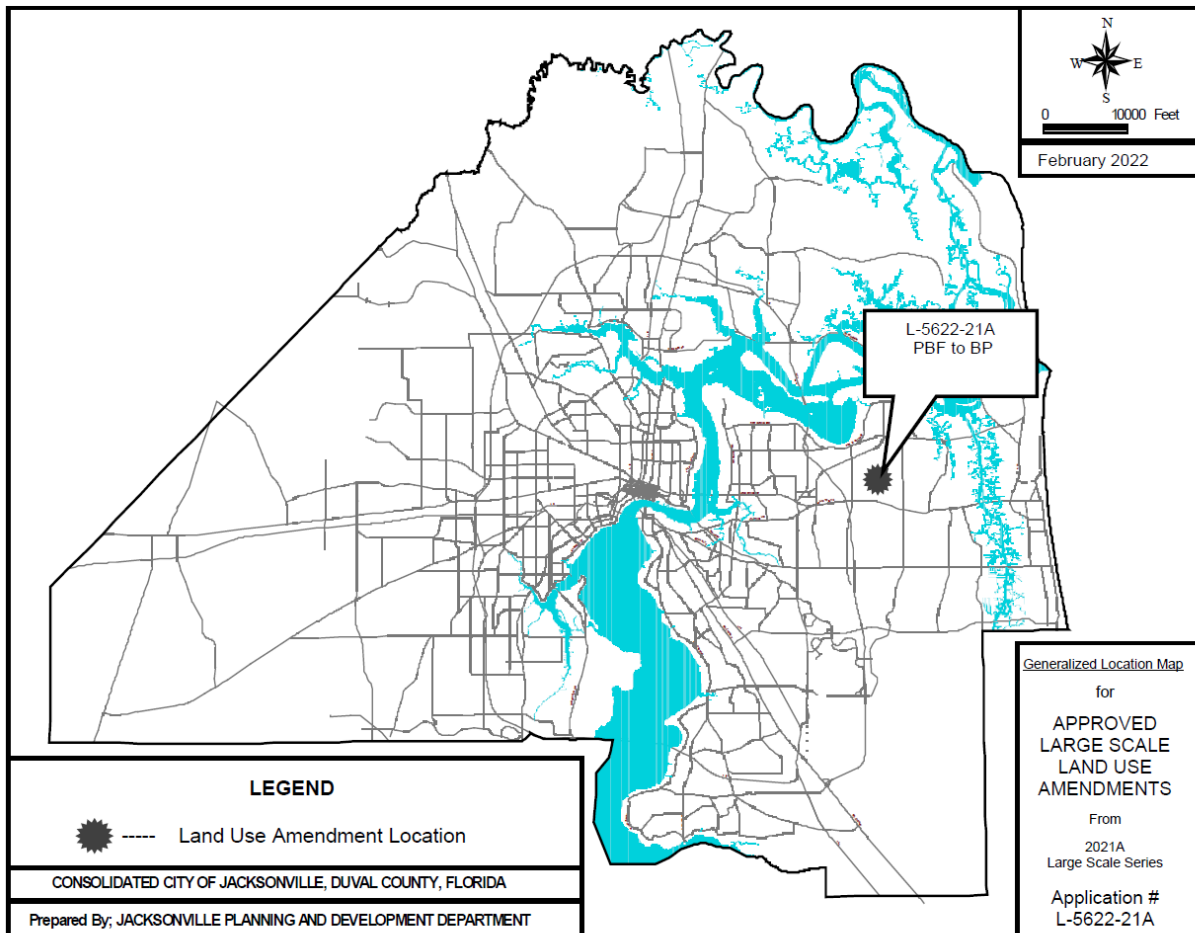 N
W E
S
0 10000 Feet
February 2022
L-5622-21A
PBF to BP
Generalized Location Map
for
APPROVED
LARGE SCALE
LAND USE
AMENDMENTS
From
2021A
Large Scale Series
Application #
L-5622-21A
LEGEND
----- Land Use Amendment Location
CONSOLIDATED CITY OF JACKSONVILLE, DUVAL COUNTY, FLORIDA
Prepared By; JACKSONVILLE PLANNING AND DEVELOPMENT DEPARTMENT